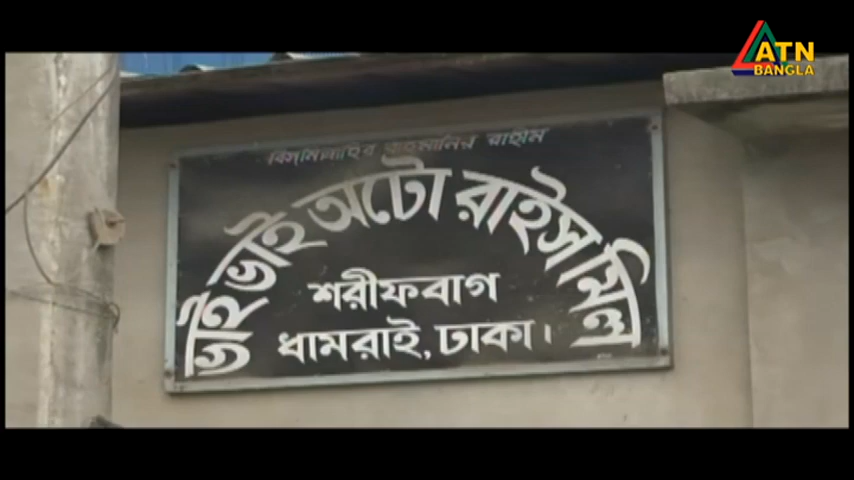 ATN
BANGLA
বিসমিল্লাহির রাহমানির রাহীম
ভাই ভাই অটো রাইস মিল
শরীফবাগ
ধামরাই, ঢাকা।